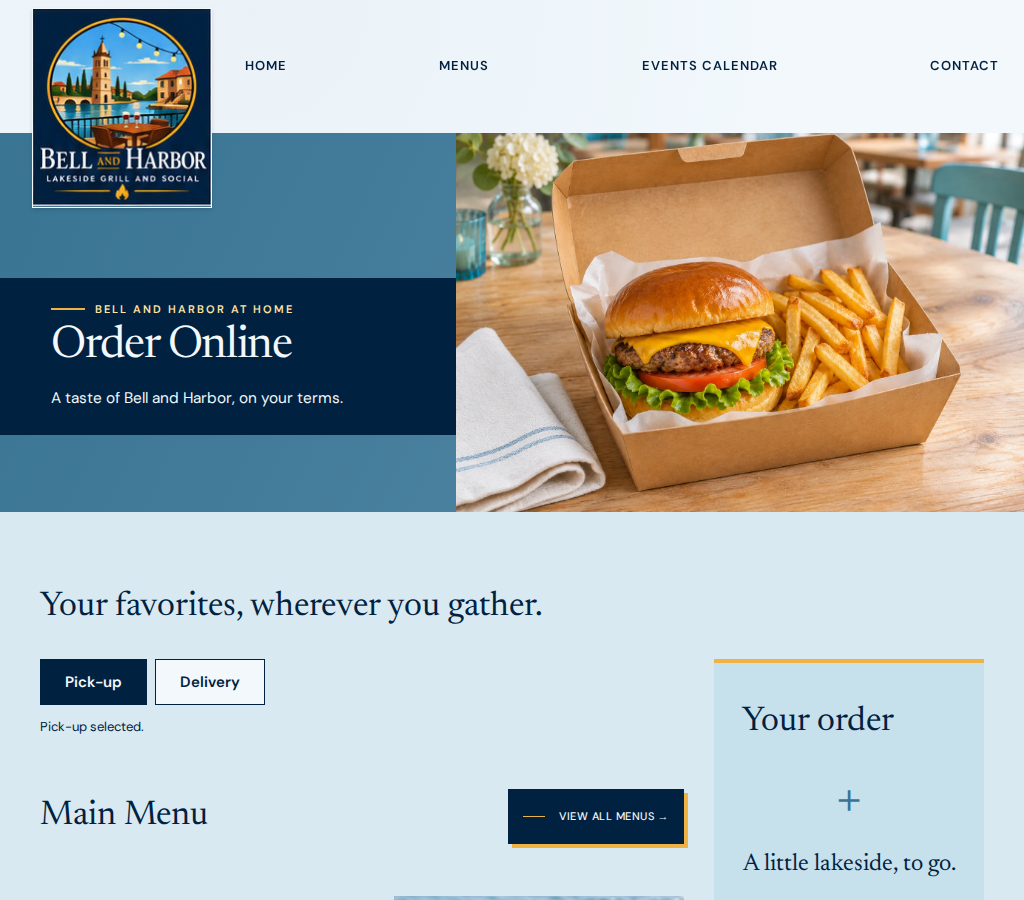 BELL AND HARBOR
LAKESIDE GRILL AND SOCIAL
HOME
MENUS
EVENTS CALENDAR
CONTACT
BELL AND HARBOR AT HOME
Order Online
A taste of Bell and Harbor, on your terms.
Your favorites, wherever you gather.
Pick-up
Delivery
Pick-up selected.
Main Menu
VIEW ALL MENUS →
Your order
+
A little lakeside, to go.